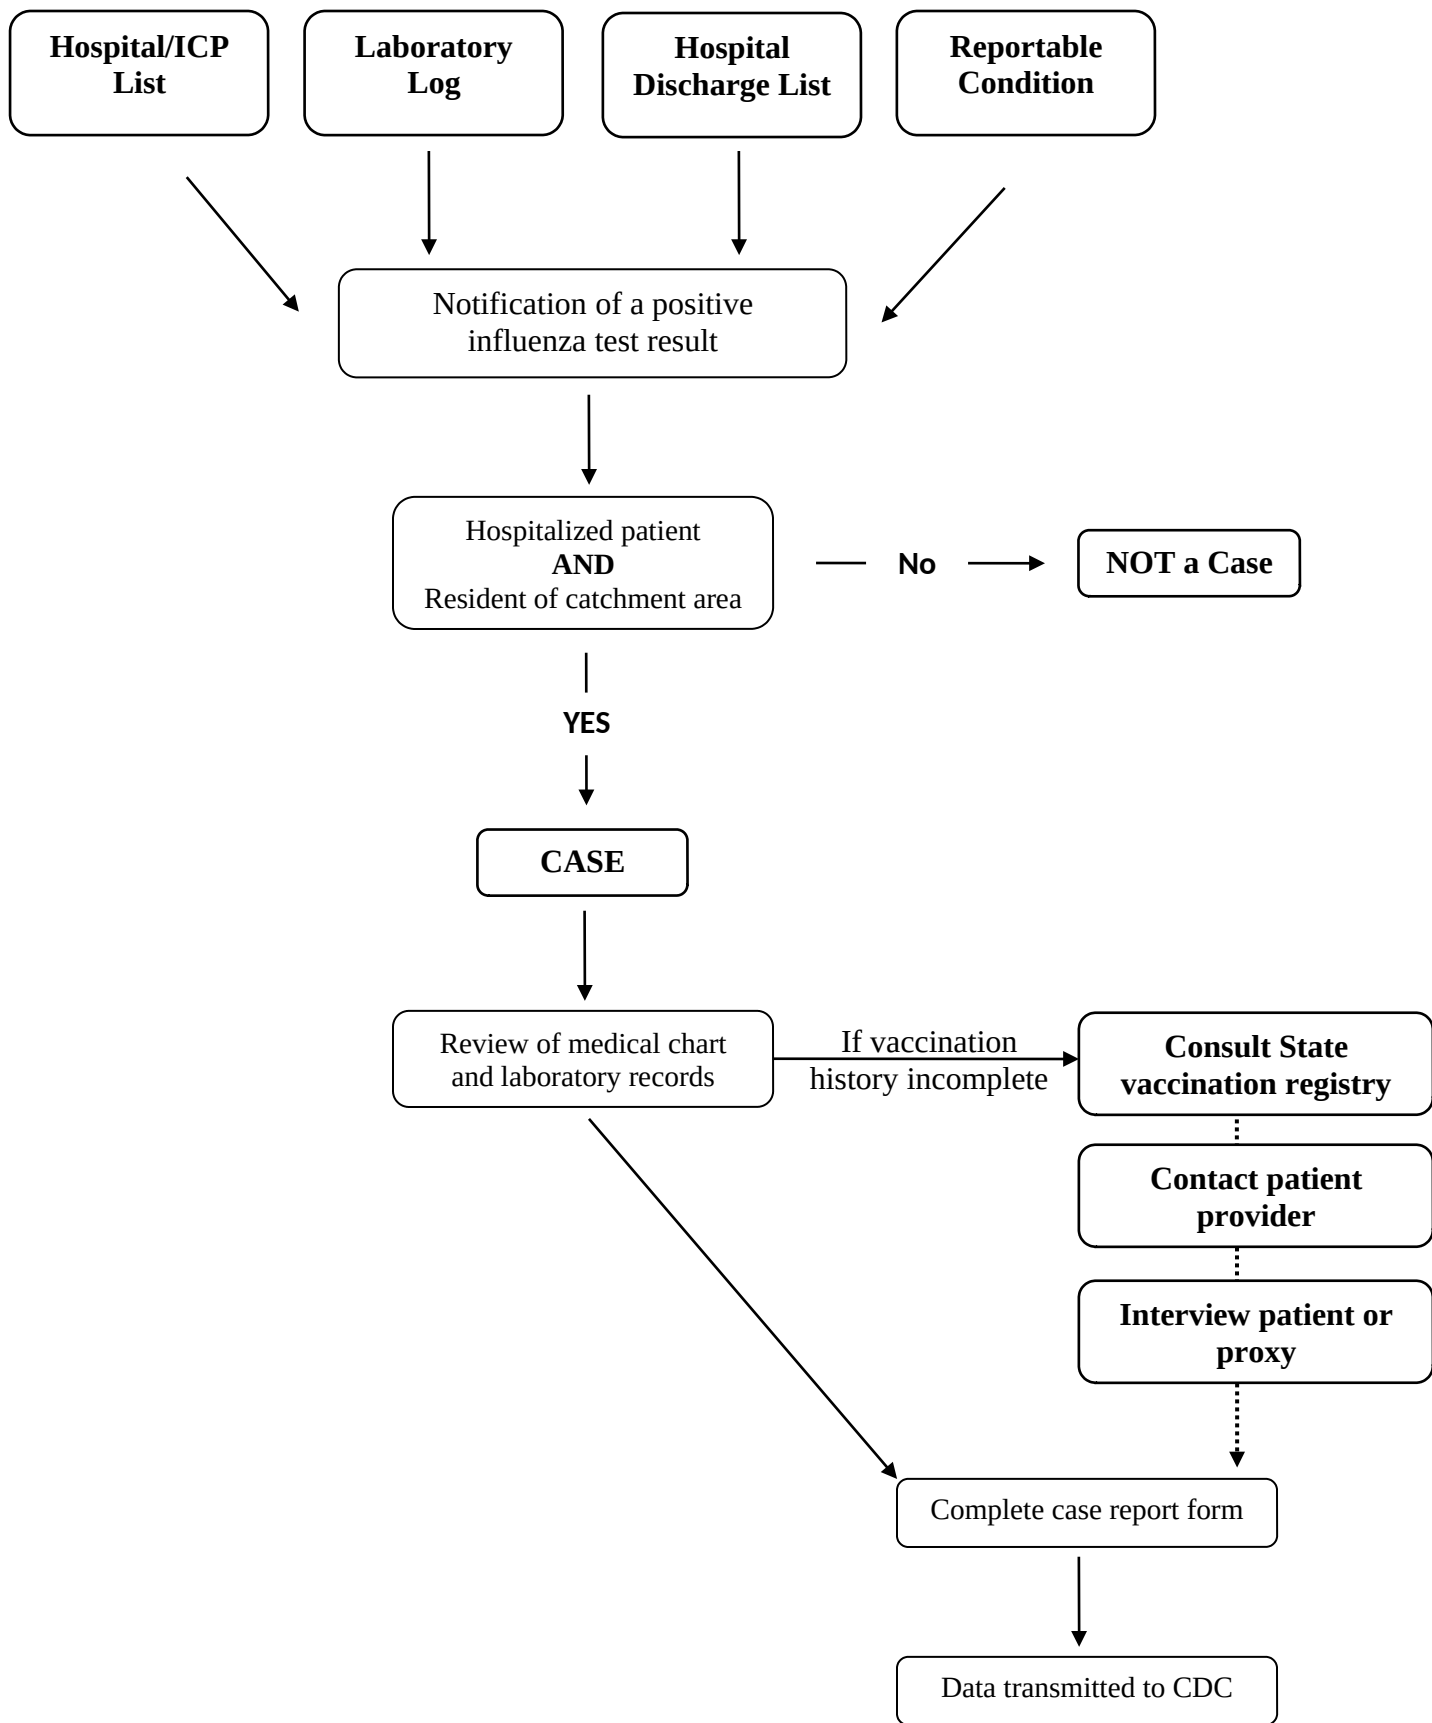 Hospital/ICP
List
Laboratory
Log
Hospital
Discharge List
Reportable
Condition
Notification of a positive
influenza test result
Hospitalized patient
AND
Resident of catchment area
No
NOT a Case
YES
CASE
Review of medical chart
and laboratory records
If vaccination
history incomplete
Consult State
vaccination registry
Contact patient
provider
Interview patient or
proxy
Complete case report form
Data transmitted to CDC